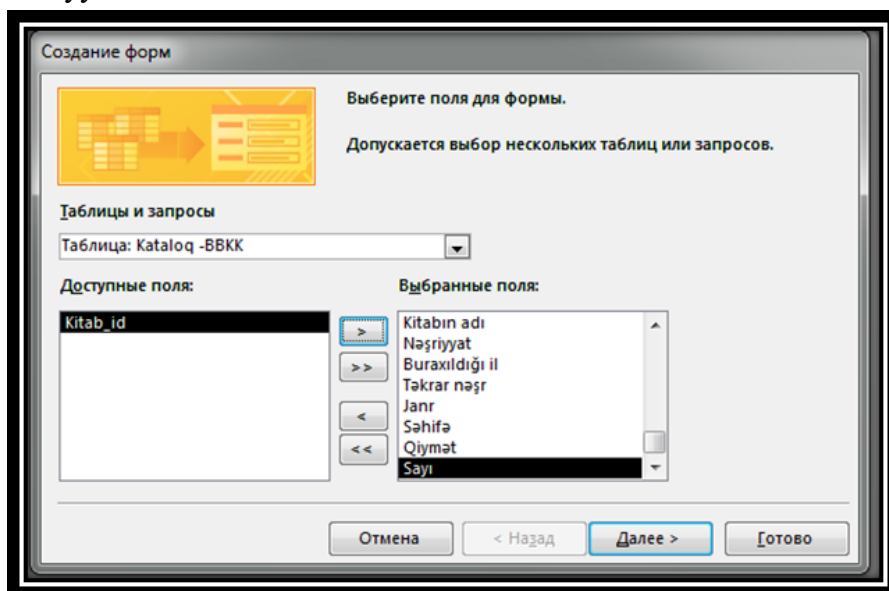 Создание форм
Выберите поля для формы.
Допускается выбор нескольких таблиц или запросов.
Таблицы и запросы
Таблица: Kataloq -BBKK
Доступные поля:
Выбранные поля:
Kitab_id
>
>>
<
<<
Kitabın adı
Nəşriyyat
Buraxıldığı il
Təkrar nəşr
Janr
Səhifə
Qiymət
Sayı
Отмена
< Назад
Далее >
Готово